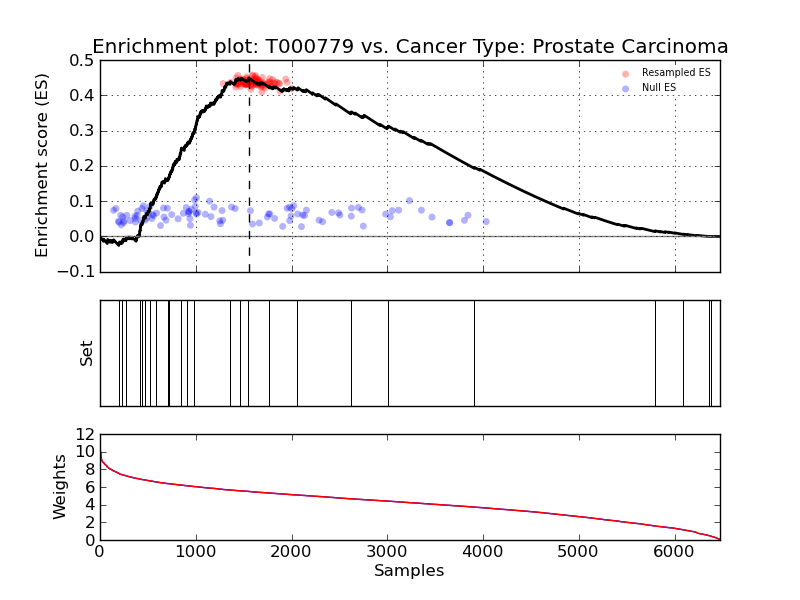 Enrichment plot: T000779 vs. Cancer Type: Prostate Carcinoma
0.5
0.4
0.3
0.2
0.1
0.0
−0.1
Enrichment score (ES)
Resampled ES
Null ES
Set
12
10
8
6
4
2
0
Weights
0 1000 2000 3000 4000 5000 6000
Samples